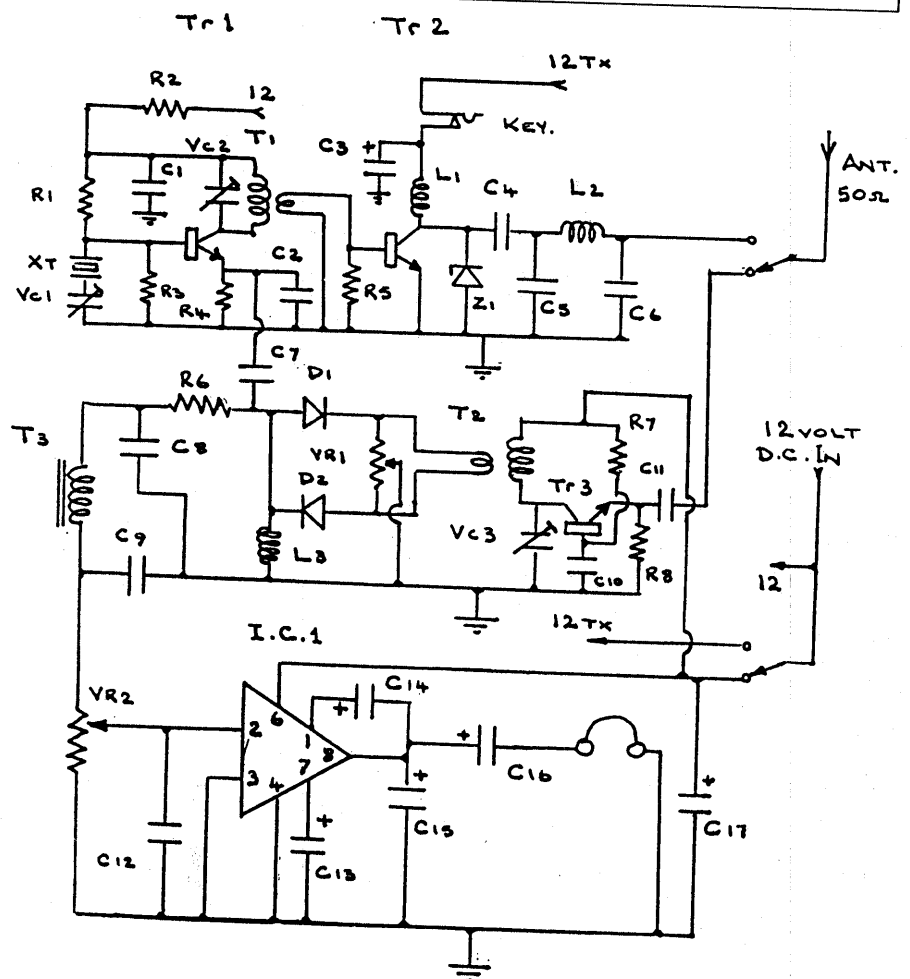 Tr 1
Tr 2
12 Tx
R2
12
KEY.
T1
C1
Vc2
C3
+
L1
C4
L2
ANT.
50Ω
R1
XT
Vc1
R3
R4
C2
R5
Z1
C5
C6
C7
D1
R6
T2
R7
T3
C8
VR1
Tr3
C11
12 VOLT
D.C. IN
D2
Vc3
C9
L3
C10
R8
12
12 Tx
I.C.1
C14
VR2
+
6
2
1
8
7
3
4
+
C16
+
+
+
C15
C17
C12
C13